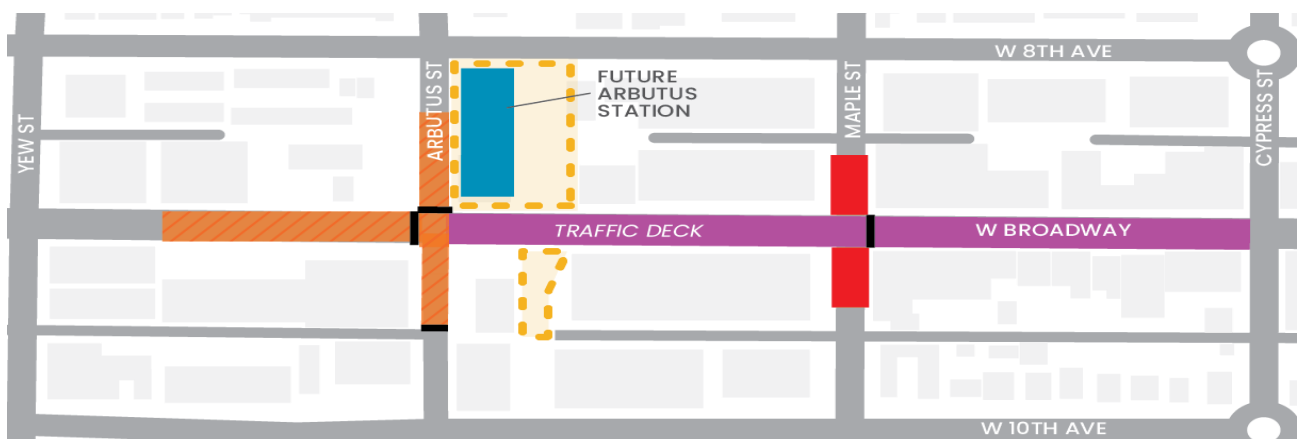 W 8TH AVE
FUTURE
ARBUTUS
STATION
YEW ST
ARBUTUS ST
MAPLE ST
CYPRESS ST
TRAFFIC DECK
W BROADWAY
W 10TH AVE